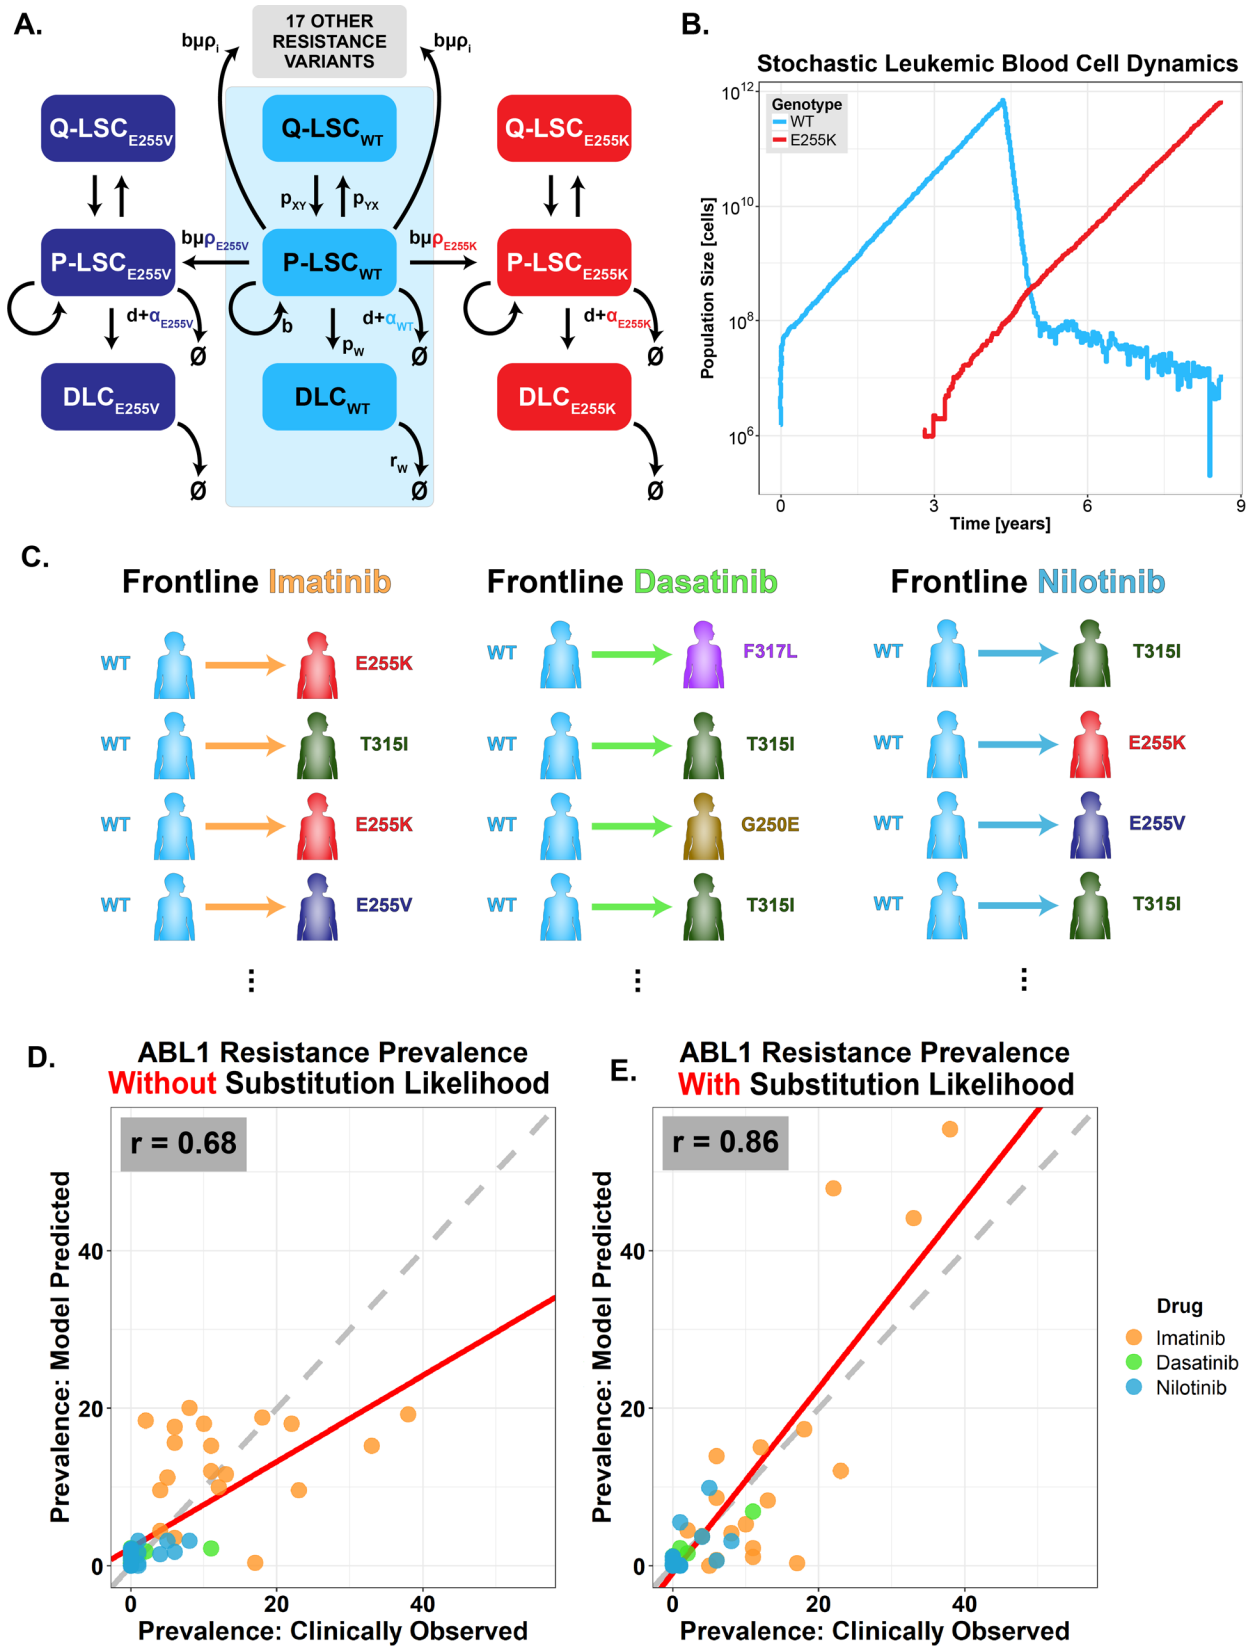 A.
17 OTHER
RESISTANCE
VARIANTS
bμρi
bμρi
Q-LSCE255V
Q-LSCWT
Q-LSCE255K
pXY
pYX
bμρE255V
bμρE255K
P-LSCE255V
P-LSCWT
P-LSCE255K
d+αE255V
b
d+αWT
d+αE255K
pW
Ø
Ø
Ø
DLCE255V
DLCWT
DLCE255K
rW
Ø
Ø
Ø
B.
Stochastic Leukemic Blood Cell Dynamics
Genotype
WT
E255K
Population Size [cells]
10^12
10^10
10^8
10^6
0
3
6
9
Time [years]
C.
Frontline Imatinib
WT
E255K
WT
T315I
WT
E255K
WT
E255V
⋮
Frontline Dasatinib
WT
F317L
WT
T315I
WT
G250E
WT
T315I
⋮
Frontline Nilotinib
WT
T315I
WT
E255K
WT
E255V
WT
T315I
⋮
D.
ABL1 Resistance Prevalence
Without Substitution Likelihood
r = 0.68
Prevalence: Model Predicted
40
20
0
0
20
40
Prevalence: Clinically Observed
E.
ABL1 Resistance Prevalence
With Substitution Likelihood
r = 0.86
Prevalence: Model Predicted
40
20
0
0
20
40
Prevalence: Clinically Observed
Drug
Imatinib
Dasatinib
Nilotinib